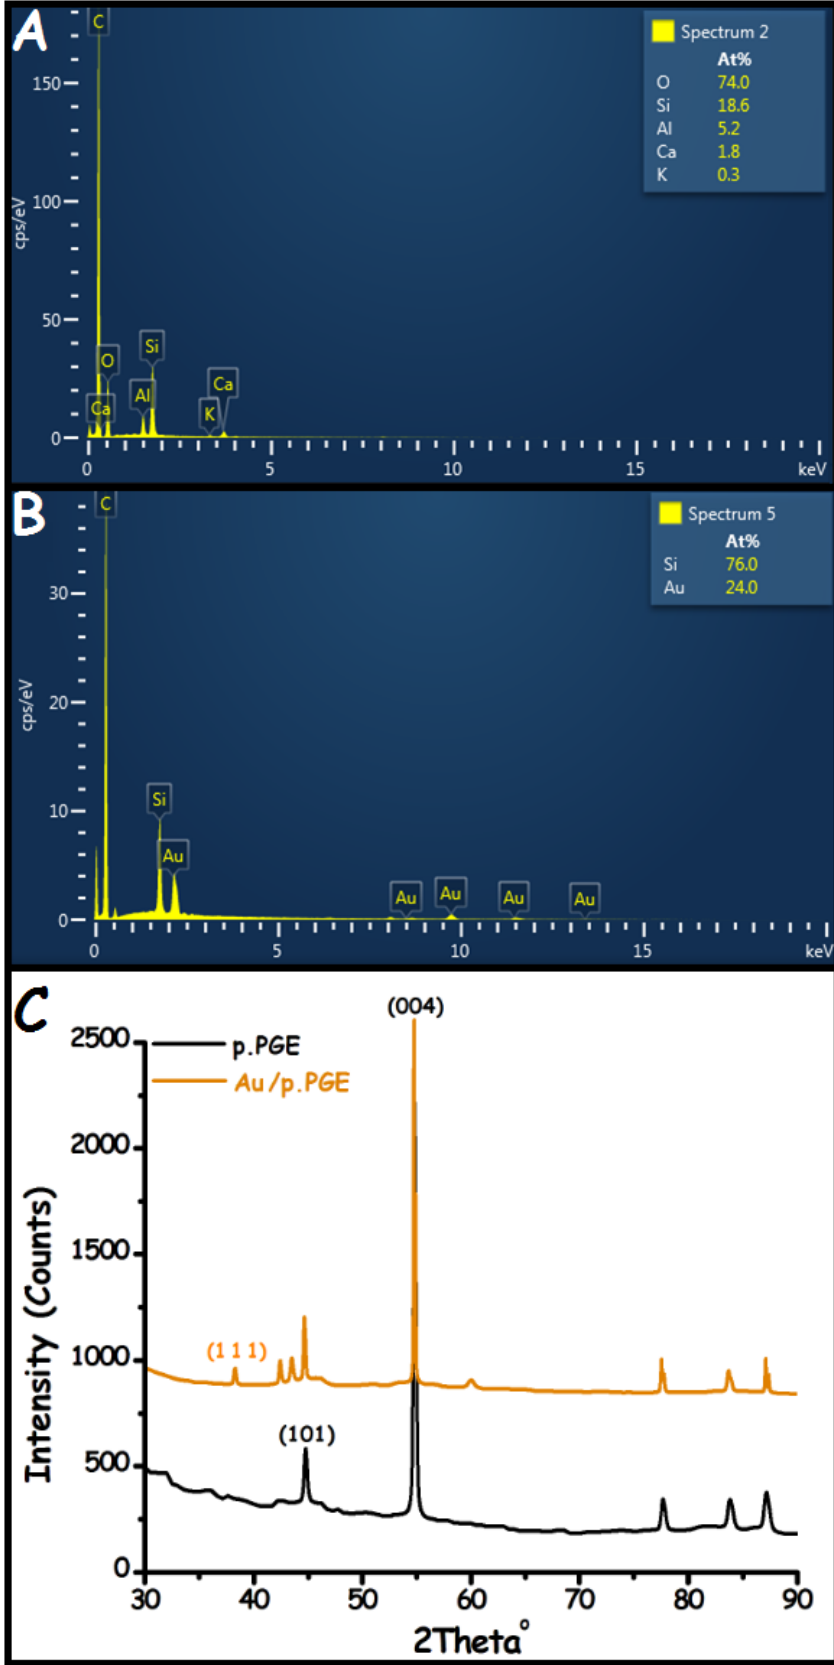 A
C
Spectrum 2
At%
O 74.0
Si 18.6
Al 5.2
Ca 1.8
K 0.3
150
100
cps/eV
50
Si
O
Ca
Al
Ca
K
0
0 5 10 15 keV
B
C
Spectrum 5
At%
Si 76.0
Au 24.0
30
cps/eV
20
10
Si
Au
Au Au Au Au
0
0 5 10 15 keV
C
(004)
2500
p.PGE
Au/p.PGE
2000
1500
Intensity (Counts)
(1 1 1)
1000
(101)
500
0
30 40 50 60 70 80 90
2Theta°